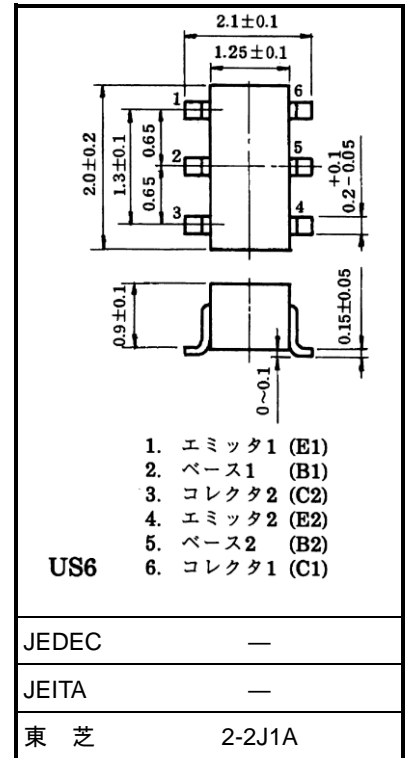 2.1±0.1
1.25±0.1
1
6
2
5
3
4
2.0±0.2
1.3±0.1
0.65
0.65
+0.1
0.2-0.05
0.9±0.1
0.15±0.05
0~0.1
1. エミッタ1 (E1)
2. ベース1 (B1)
3. コレクタ2 (C2)
4. エミッタ2 (E2)
5. ベース2 (B2)
US6 6. コレクタ1 (C1)
JEDEC ―
JEITA ―
東 芝 2-2J1A